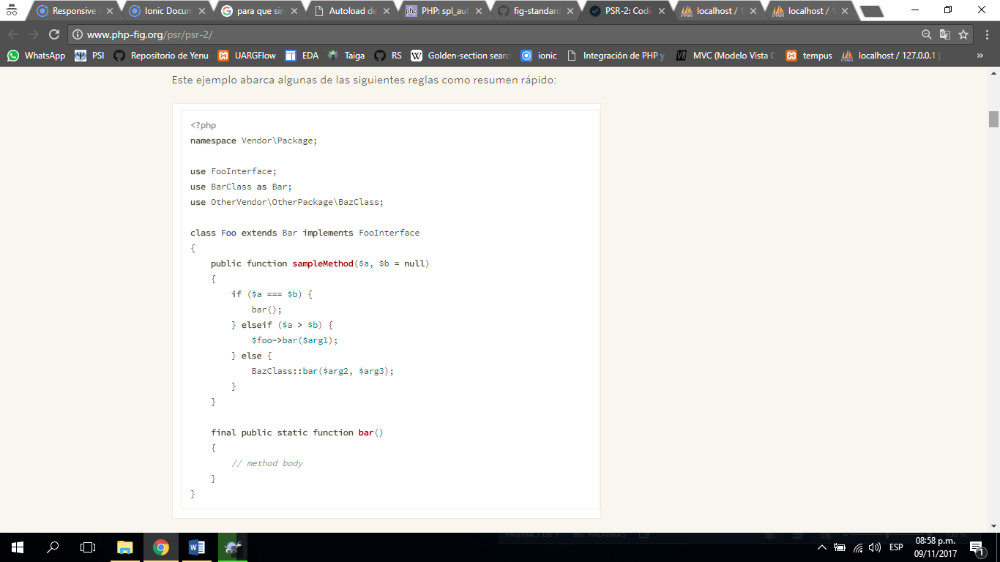 Responsive
Ionic Docum
para que sir
Autoload de
php PHP: spl_aut
fig-standard
PSR-2: Codi
localhost / 1
localhost / 1
www.php-fig.org/psr/psr-2/
WhatsApp
PSI
Repositorio de Yenu
UARGFlow
EDA
Taiga
RS
W Golden-section searc
ionic
Integración de PHP y
MVC (Modelo Vista C
tempus
localhost / 127.0.0.1 |
»
Este ejemplo abarca algunas de las siguientes reglas como resumen rápido:
<?php
namespace Vendor\Package;
use FooInterface;
use BarClass as Bar;
use OtherVendor\OtherPackage\BazClass;
class Foo extends Bar implements FooInterface
{
    public function sampleMethod($a, $b = null)
    {
        if ($a === $b) {
            bar();
        } elseif ($a > $b) {
            $foo->bar($arg1);
        } else {
            BazClass::bar($arg2, $arg3);
        }
    }
    final public static function bar()
    {
        // method body
    }
}
PÁGINA 7 DE 7 987 PALABRAS
100 %
ESP
08:58 p.m.
09/11/2017
1